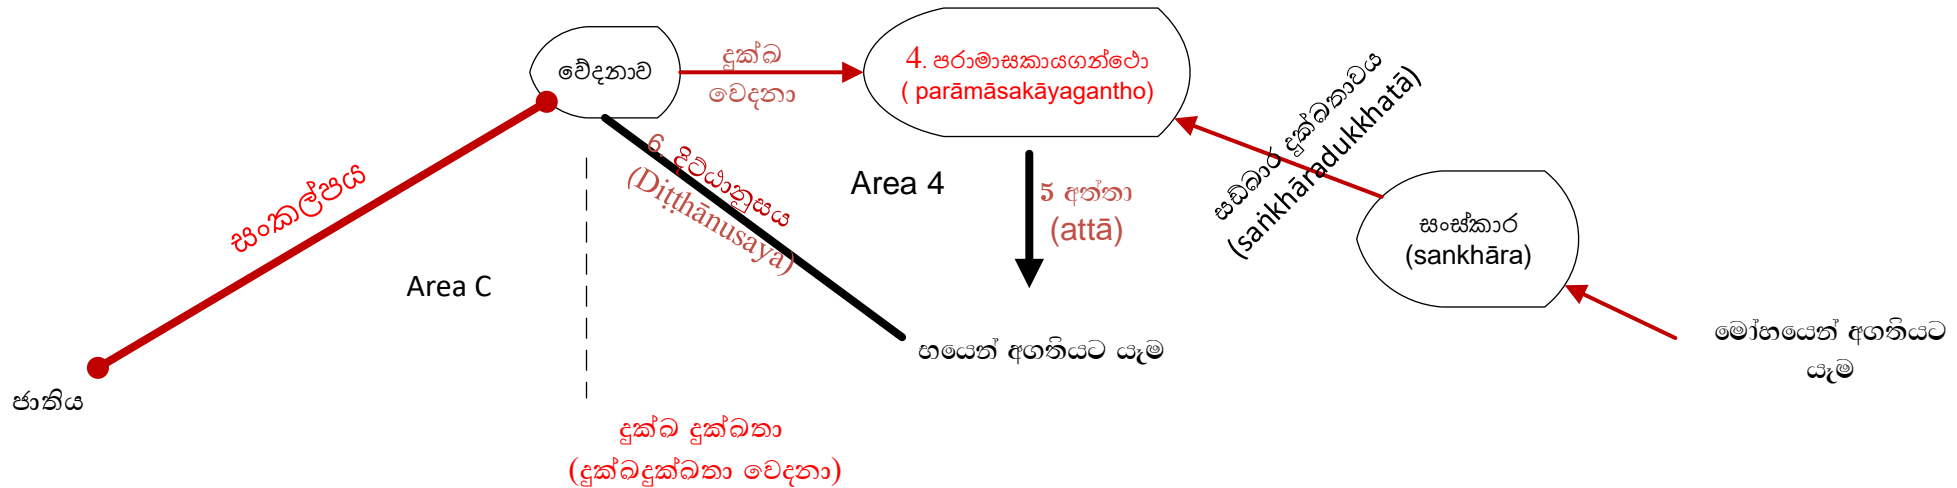 වේදනාව
දුක්ඛ
වෙදනා
4. පරාමාසකායගන්ථො
( parāmāsakāyagantho)
සඞ්ඛාර දුක්ඛතාවය
(saṅkhāradukkhatā)
සංකල්පය
6. දිට්ඨානුසය
(Diṭṭhānusaya)
Area 4
5 අත්තා
(attā)
සංස්කාර
(sankhāra)
Area C
භයෙන් අගතියට යෑම
මෝහයෙන් අගතියට
යෑම
ජාතිය
දුක්ඛ දුක්ඛතා
(දුක්ඛදුක්ඛතා වෙදනා)